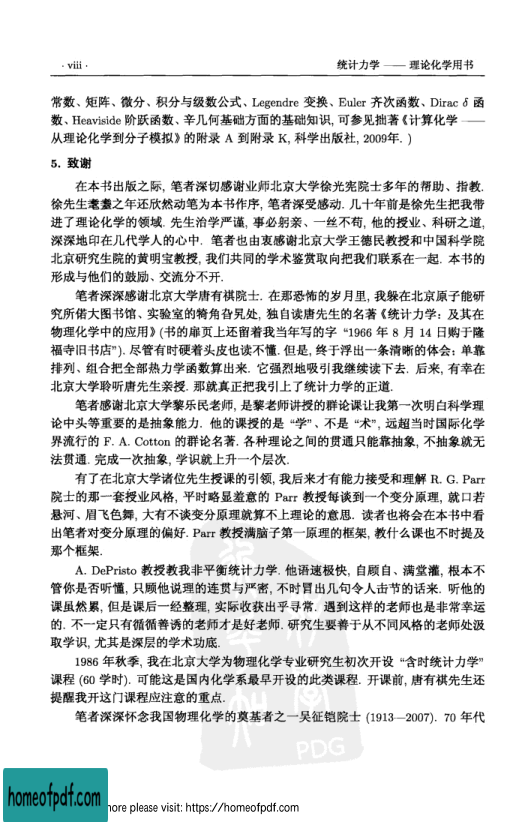 · viii ·
统计力学 —— 理论化学用书
常数、矩阵、微分、积分与级数公式、Legendre 变换、Euler 齐次函数、Dirac δ 函
数、Heaviside 阶跃函数、辛几何基础方面的基础知识, 可参见拙著《计算化学 ——
从理论化学到分子模拟》的附录 A 到附录 K, 科学出版社, 2009年. )
5. 致谢
在本书出版之际, 笔者深切感谢业师北京大学徐光宪院士多年的帮助、指教.
徐先生耄耋之年还欣然动笔为本书作序, 笔者深受感动. 几十年前是徐先生把我带
进了理论化学的领域. 先生治学严谨, 事必躬亲、一丝不苟, 他的授业、科研之道,
深深地印在几代学人的心中. 笔者也由衷感谢北京大学王德民教授和中国科学院
北京研究生院的黄明宝教授, 我们共同的学术鉴赏取向把我们联系在一起. 本书的
形成与他们的鼓励、交流分不开.
笔者深深感谢北京大学唐有祺院士. 在那恐怖的岁月里, 我躲在北京原子能研
究所偌大图书馆、实验室的犄角旮旯处, 独自读唐先生的名著《统计力学: 及其在
物理化学中的应用》(书的扉页上还留着我当年写的字 “1966 年 8 月 14 日购于隆
福寺旧书店”). 尽管有时硬着头皮也读不懂. 但是, 终于浮出一条清晰的体会: 单靠
排列、组合把全部热力学函数算出来. 它强烈地吸引我继续读下去. 后来, 有幸在
北京大学聆听唐先生亲授. 那就真正把我引上了统计力学的正道.
笔者感谢北京大学黎乐民老师, 是黎老师讲授的群论课让我第一次明白科学理
论中头等重要的是抽象能力. 他的课授的是 “学”、不是 “术”, 远超当时国际化学
界流行的 F. A. Cotton 的群论名著. 各种理论之间的贯通只能靠抽象, 不抽象就无
法贯通. 完成一次抽象, 学识就上升一个层次.
有了在北京大学诸位先生授课的引领, 我后来才有能力接受和理解 R. G. Parr
院士的那一套授业风格, 平时略显羞意的 Parr 教授每谈到一个变分原理, 就口若
悬河、眉飞色舞, 大有不谈变分原理就算不上理论的意思. 读者也将会在本书中看
出笔者对变分原理的偏好. Parr 教授满脑子第一原理的框架, 教什么课也不时提及
那个框架.
A. DePristo 教授教我非平衡统计力学. 他语速极快, 自顾自、满堂灌, 根本不
管你是否听懂, 只顾他说理的连贯与严密, 不时冒出几句令人击节的话来. 听他的
课虽然累, 但是课后一经整理, 实际收获出乎寻常. 遇到这样的老师也是非常幸运
的. 不一定只有循循善诱的老师才是好老师. 研究生要善于从不同风格的老师处汲
取学识, 尤其是深层的学术功底.
1986 年秋季, 我在北京大学为物理化学专业研究生初次开设 “含时统计力学”
课程 (60 学时). 可能这是国内化学系最早开设的此类课程. 开课前, 唐有祺先生还
提醒我开这门课程应注意的重点.
笔者深深怀念我国物理化学的奠基者之一吴征铠院士 (1913—2007). 70 年代
PDG
homeofpdf.com
more please visit: https://homeofpdf.com